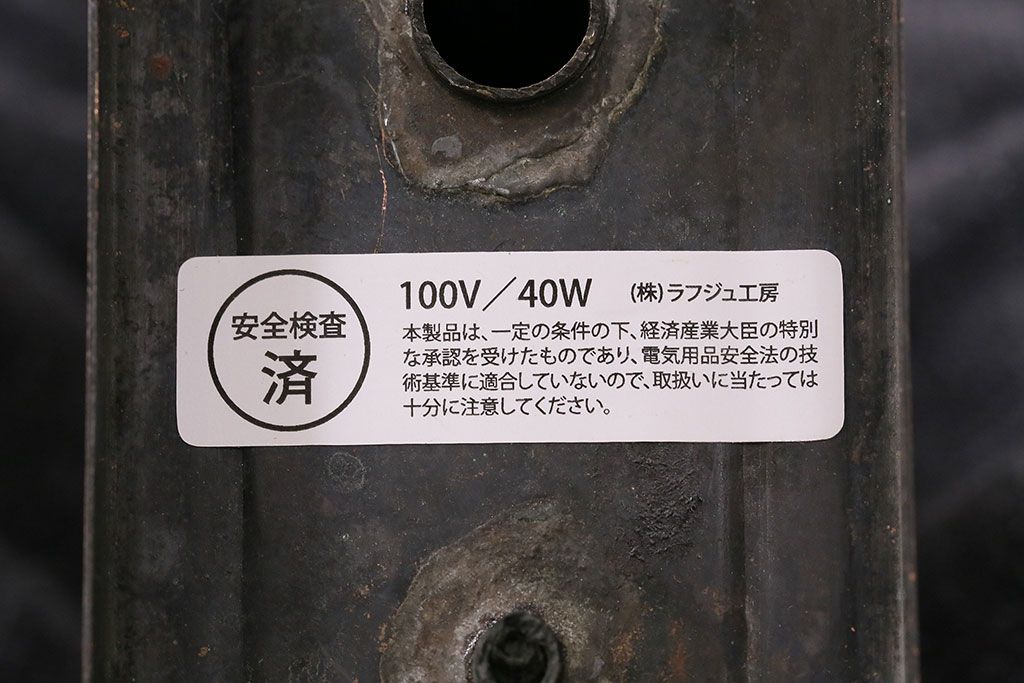 安全検査
済
100V／40W (株)ラフジュ工房
本製品は、一定の条件の下、経済産業大臣の特別
な承認を受けたものであり、電気用品安全法の技
術基準に適合していないので、取扱いに当たっては
十分に注意してください。